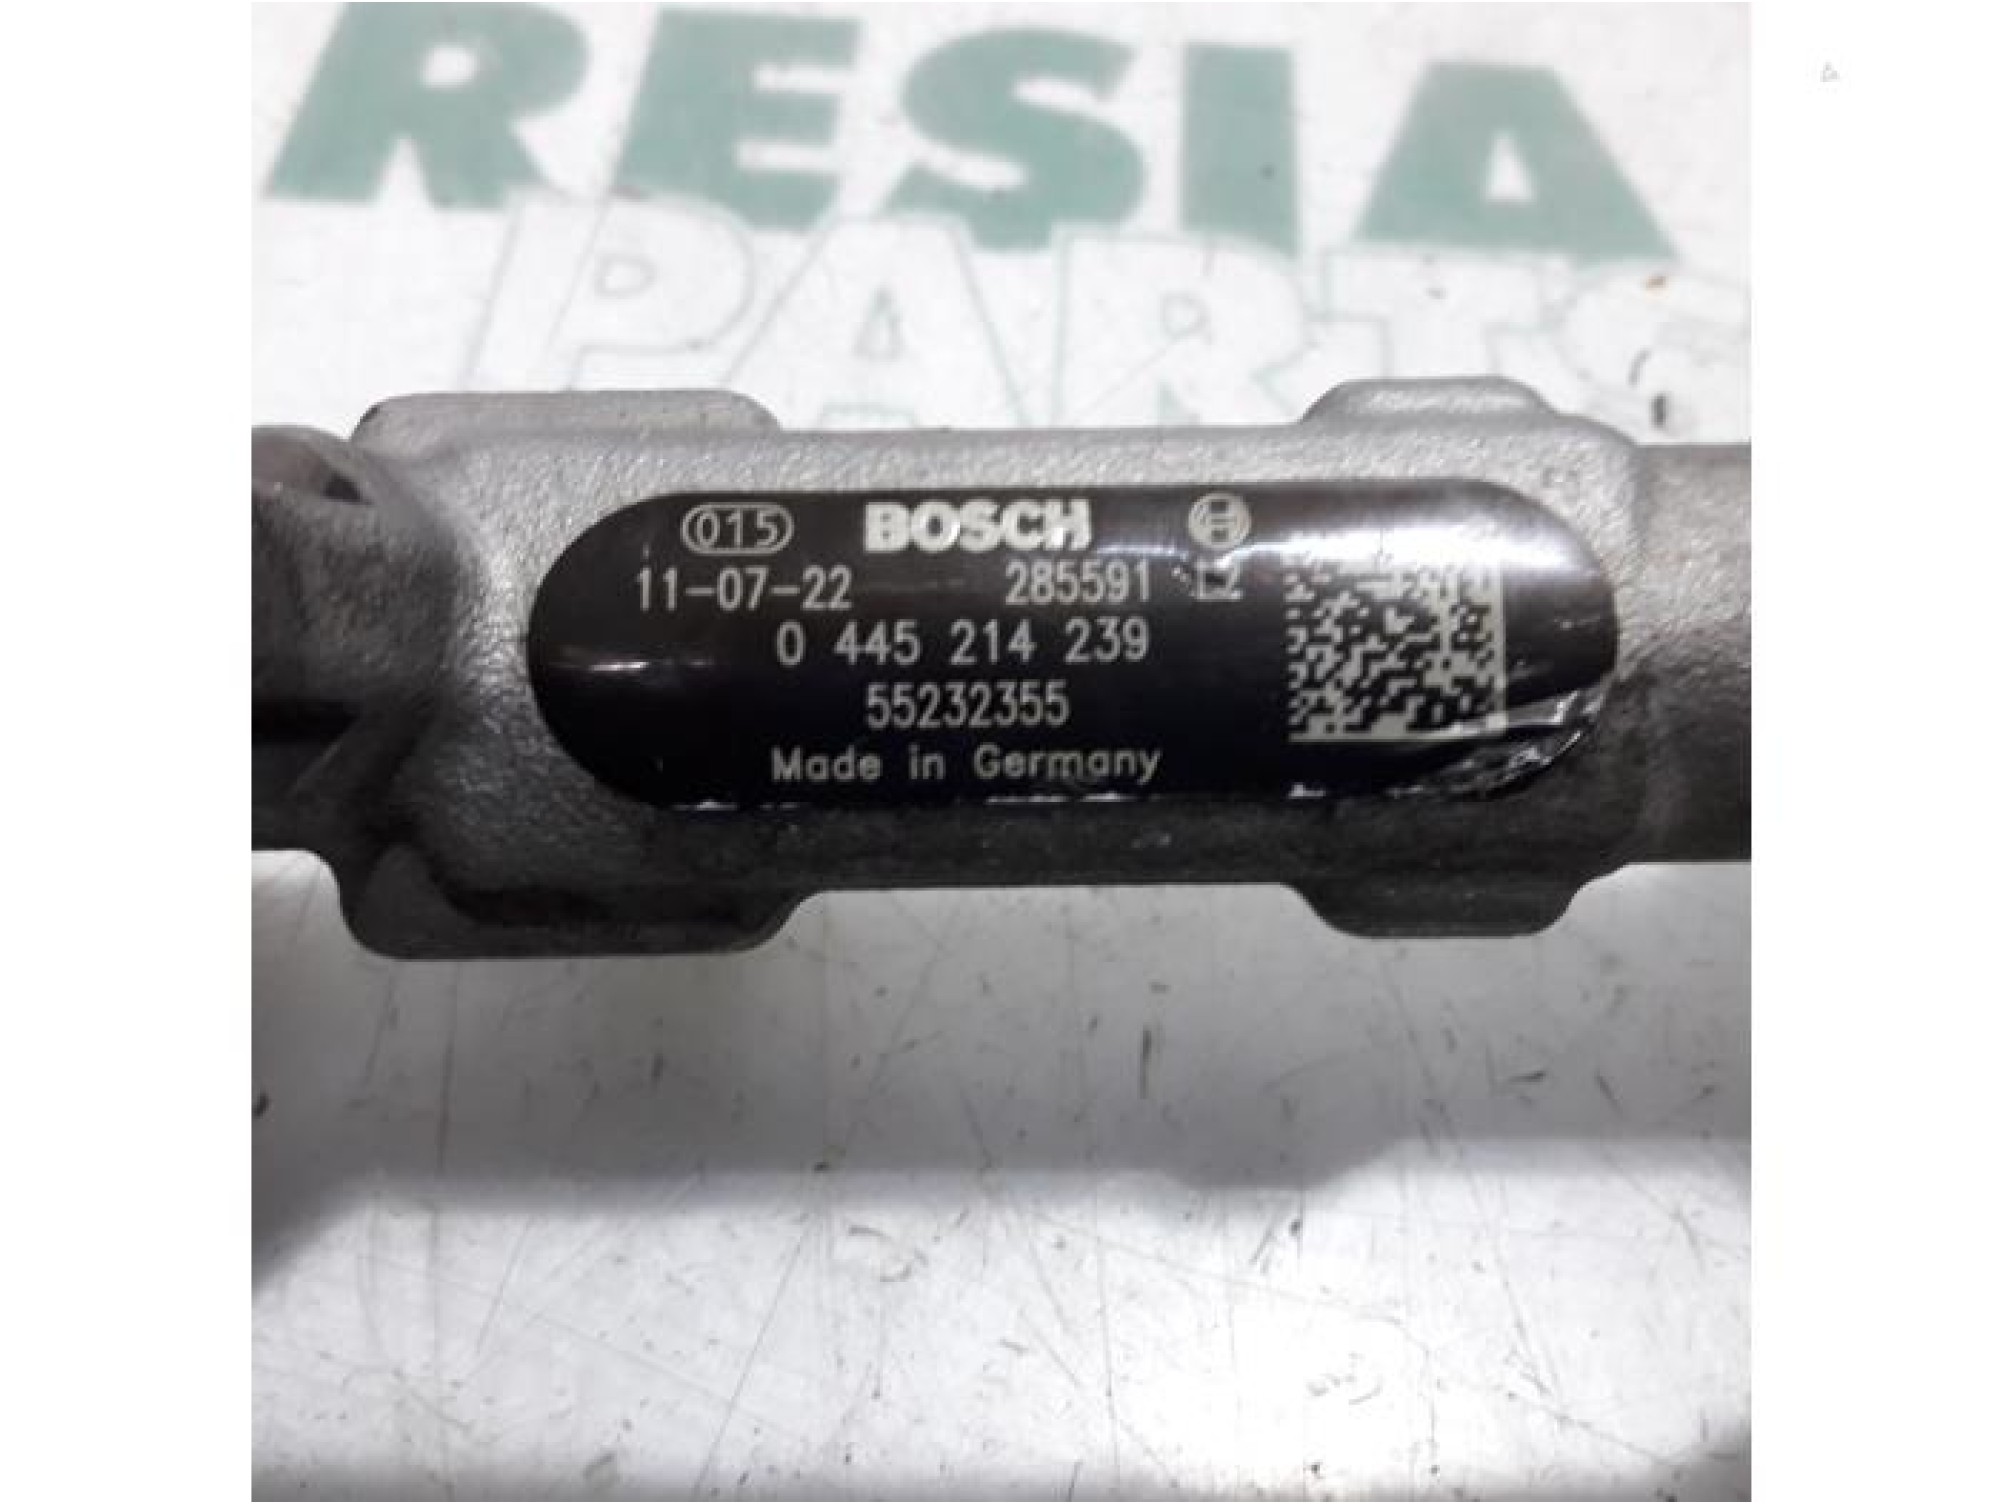 RESIA
PARTS
015 BOSCH
11-07-22 285591
0 445 214 239
55232355
Made in Germany